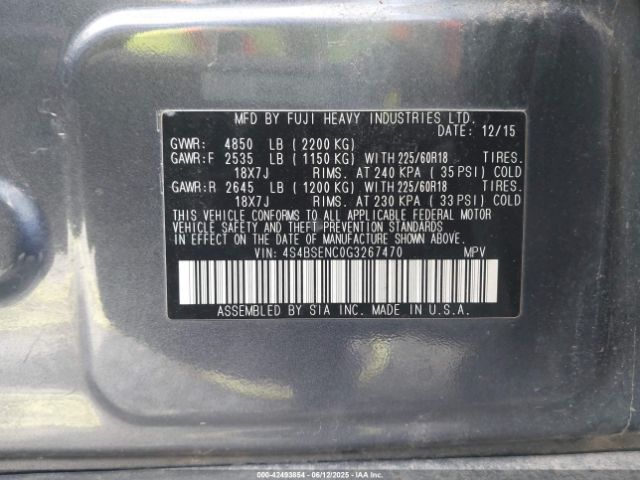 MFD BY FUJI HEAVY INDUSTRIES LTD.
DATE: 12/15
GVWR: 4850 LB (2200 KG)
GAWR:F 2535 LB (1150 KG) WITH 225/60R18 TIRES.
18X7J RIMS. AT 240 KPA (35 PSI) COLD
GAWR:R 2645 LB (1200 KG) WITH 225/60R18 TIRES.
18X7J RIMS. AT 230 KPA (33 PSI) COLD
THIS VEHICLE CONFORMS TO ALL APPLICABLE FEDERAL MOTOR
VEHICLE SAFETY AND THEFT PREVENTION STANDARDS
IN EFFECT ON THE DATE OF MANUFACTURE SHOWN ABOVE.
VIN: 4S4BSENC0G3267470 MPV
ASSEMBLED BY SIA INC. MADE IN U.S.A.
000-42493654 - 06/12/2025 - IAA Inc.